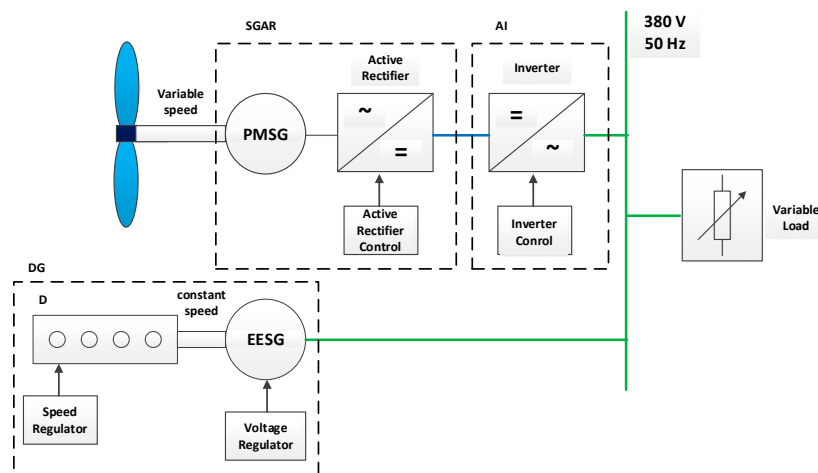 SGAR
AI
380 V
50 Hz
Active
Rectifier
Inverter
Variable
speed
PMSG
~
=
=
~
Active
Rectifier
Control
Inverter
Conrol
Variable
Load
DG
D
constant
speed
EESG
Speed
Regulator
Voltage
Regulator